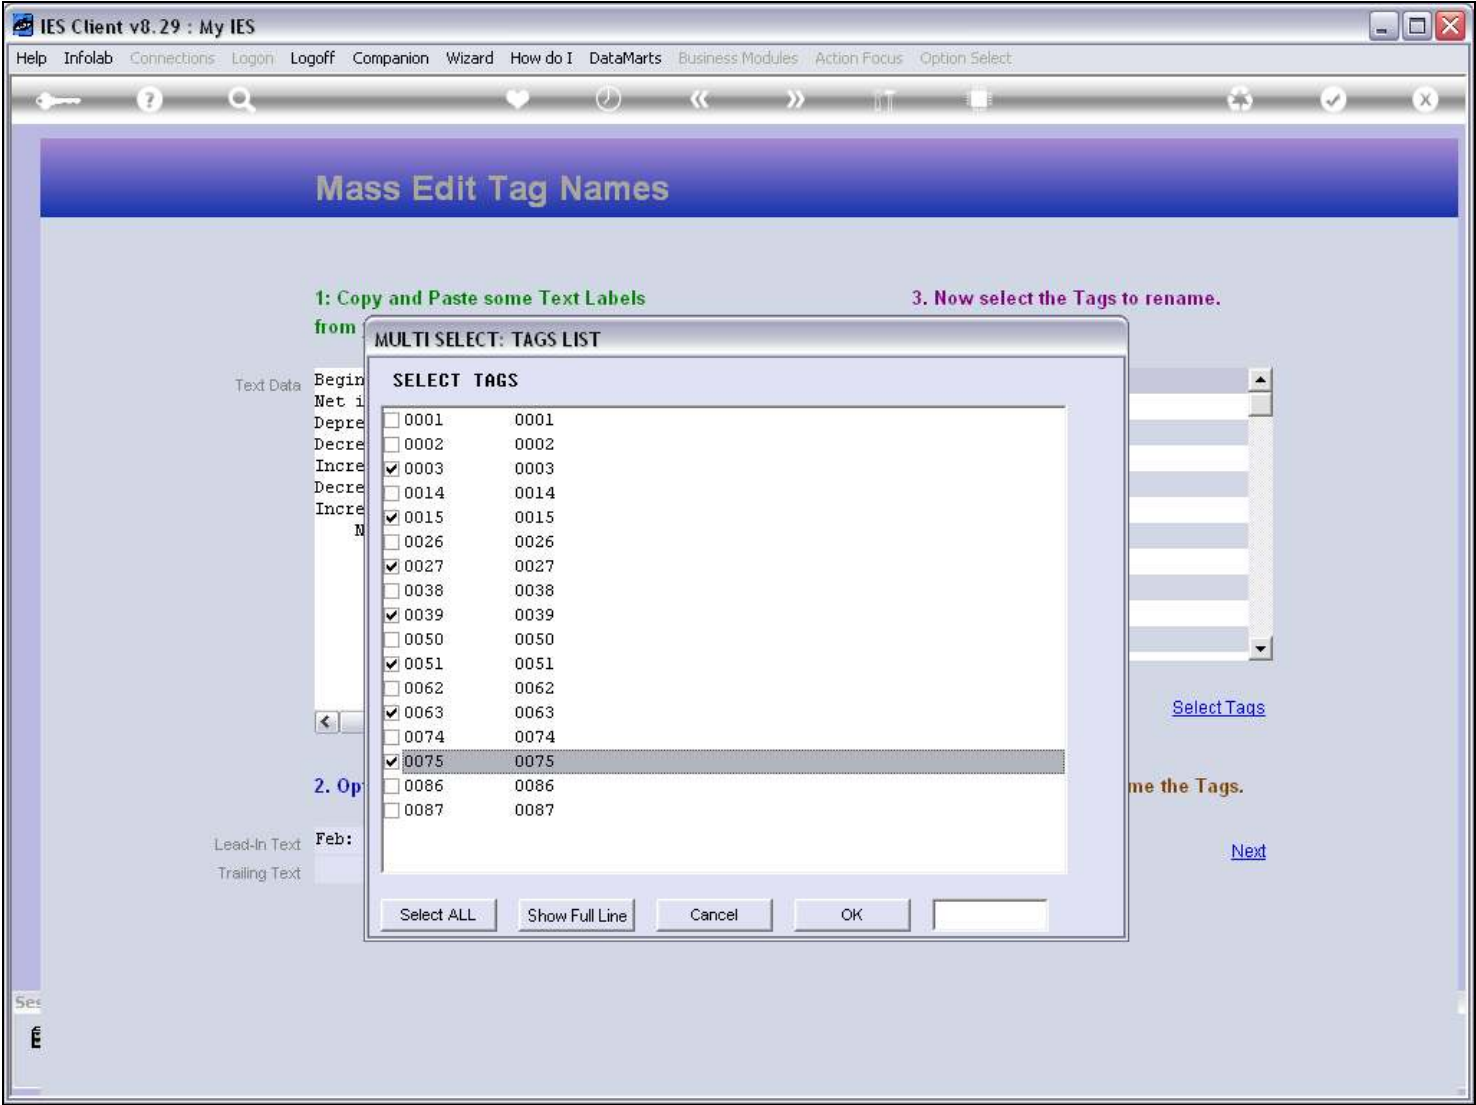 IES Client v8.29 : My IES
Help Infolab Connections Logon Logoff Companion Wizard How do I DataMarts Business Modules Action Focus Option Select
Mass Edit Tag Names
1: Copy and Paste some Text Labels
from
3. Now select the Tags to rename.
MULTI SELECT: TAGS LIST
SELECT TAGS
Text Data
Begin
Net i
Depre
Decre
Incre
Decre
Incre
N
0001 0001
0002 0002
0003 0003
0014 0014
0015 0015
0026 0026
0027 0027
0038 0038
0039 0039
0050 0050
0051 0051
0062 0062
0063 0063
0074 0074
0075 0075
0086 0086
0087 0087
Select Tags
2. Op
me the Tags.
Lead-In Text Feb:
Trailing Text
Next
Select ALL Show Full Line Cancel OK
Ses